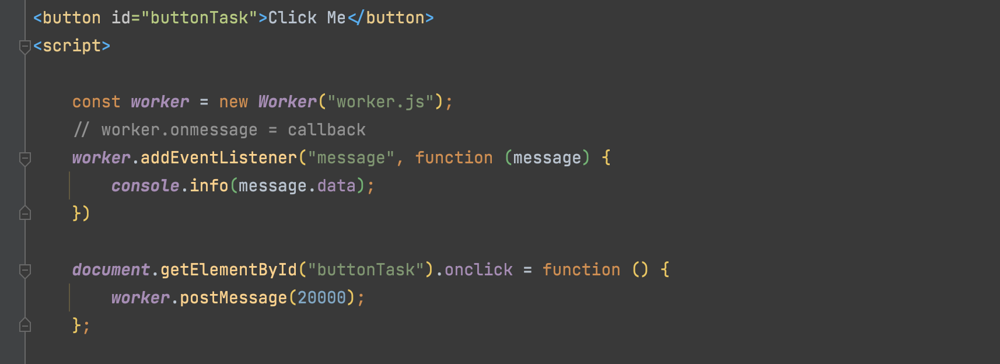 <button id="buttonTask">Click Me</button>
<script>
const worker = new Worker("worker.js");
// worker.onmessage = callback
worker.addEventListener("message", function (message) {
console.info(message.data);
})
document.getElementById("buttonTask").onclick = function () {
worker.postMessage(20000);
};